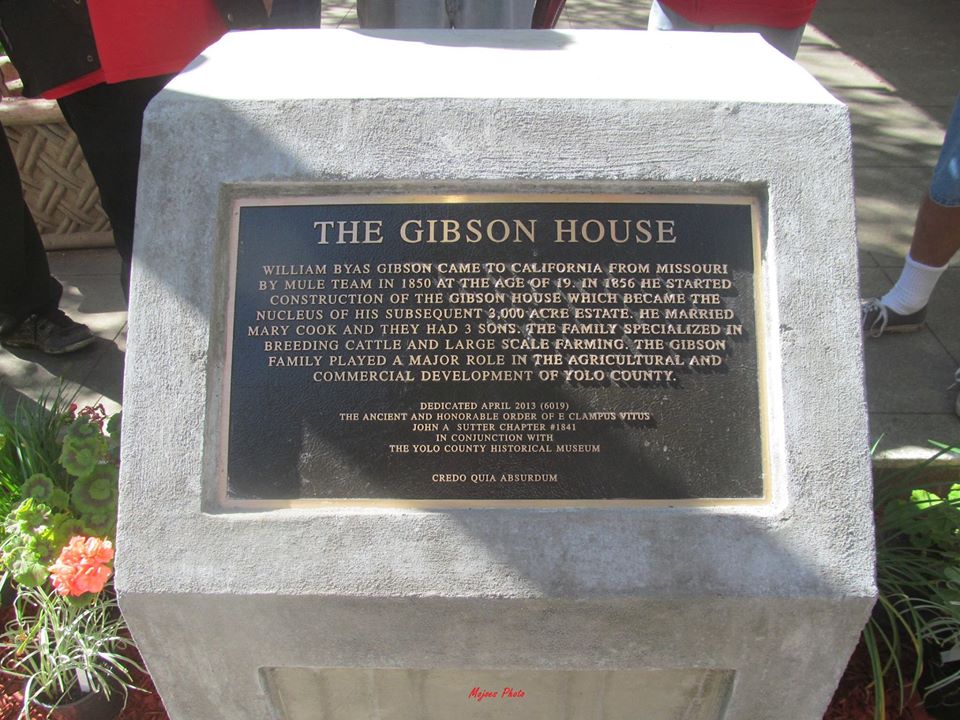 THE GIBSON HOUSE
WILLIAM BYAS GIBSON CAME TO CALIFORNIA FROM MISSOURI
BY MULE TEAM IN 1850 AT THE AGE OF 19. IN 1856 HE STARTED
CONSTRUCTION OF THE GIBSON HOUSE WHICH BECAME THE
NUCLEUS OF HIS SUBSEQUENT 3,000 ACRE ESTATE. HE MARRIED
MARY COOK AND THEY HAD 3 SONS. THE FAMILY SPECIALIZED IN
BREEDING CATTLE AND LARGE SCALE FARMING. THE GIBSON
FAMILY PLAYED A MAJOR ROLE IN THE AGRICULTURAL AND
COMMERCIAL DEVELOPMENT OF YOLO COUNTY.
DEDICATED APRIL 2013 (6019)
THE ANCIENT AND HONORABLE ORDER OF E CLAMPUS VITUS
JOHN A SUTTER CHAPTER #1841
IN CONJUNCTION WITH
THE YOLO COUNTY HISTORICAL MUSEUM
CREDO QUIA ABSURDUM
Mojoes Photo